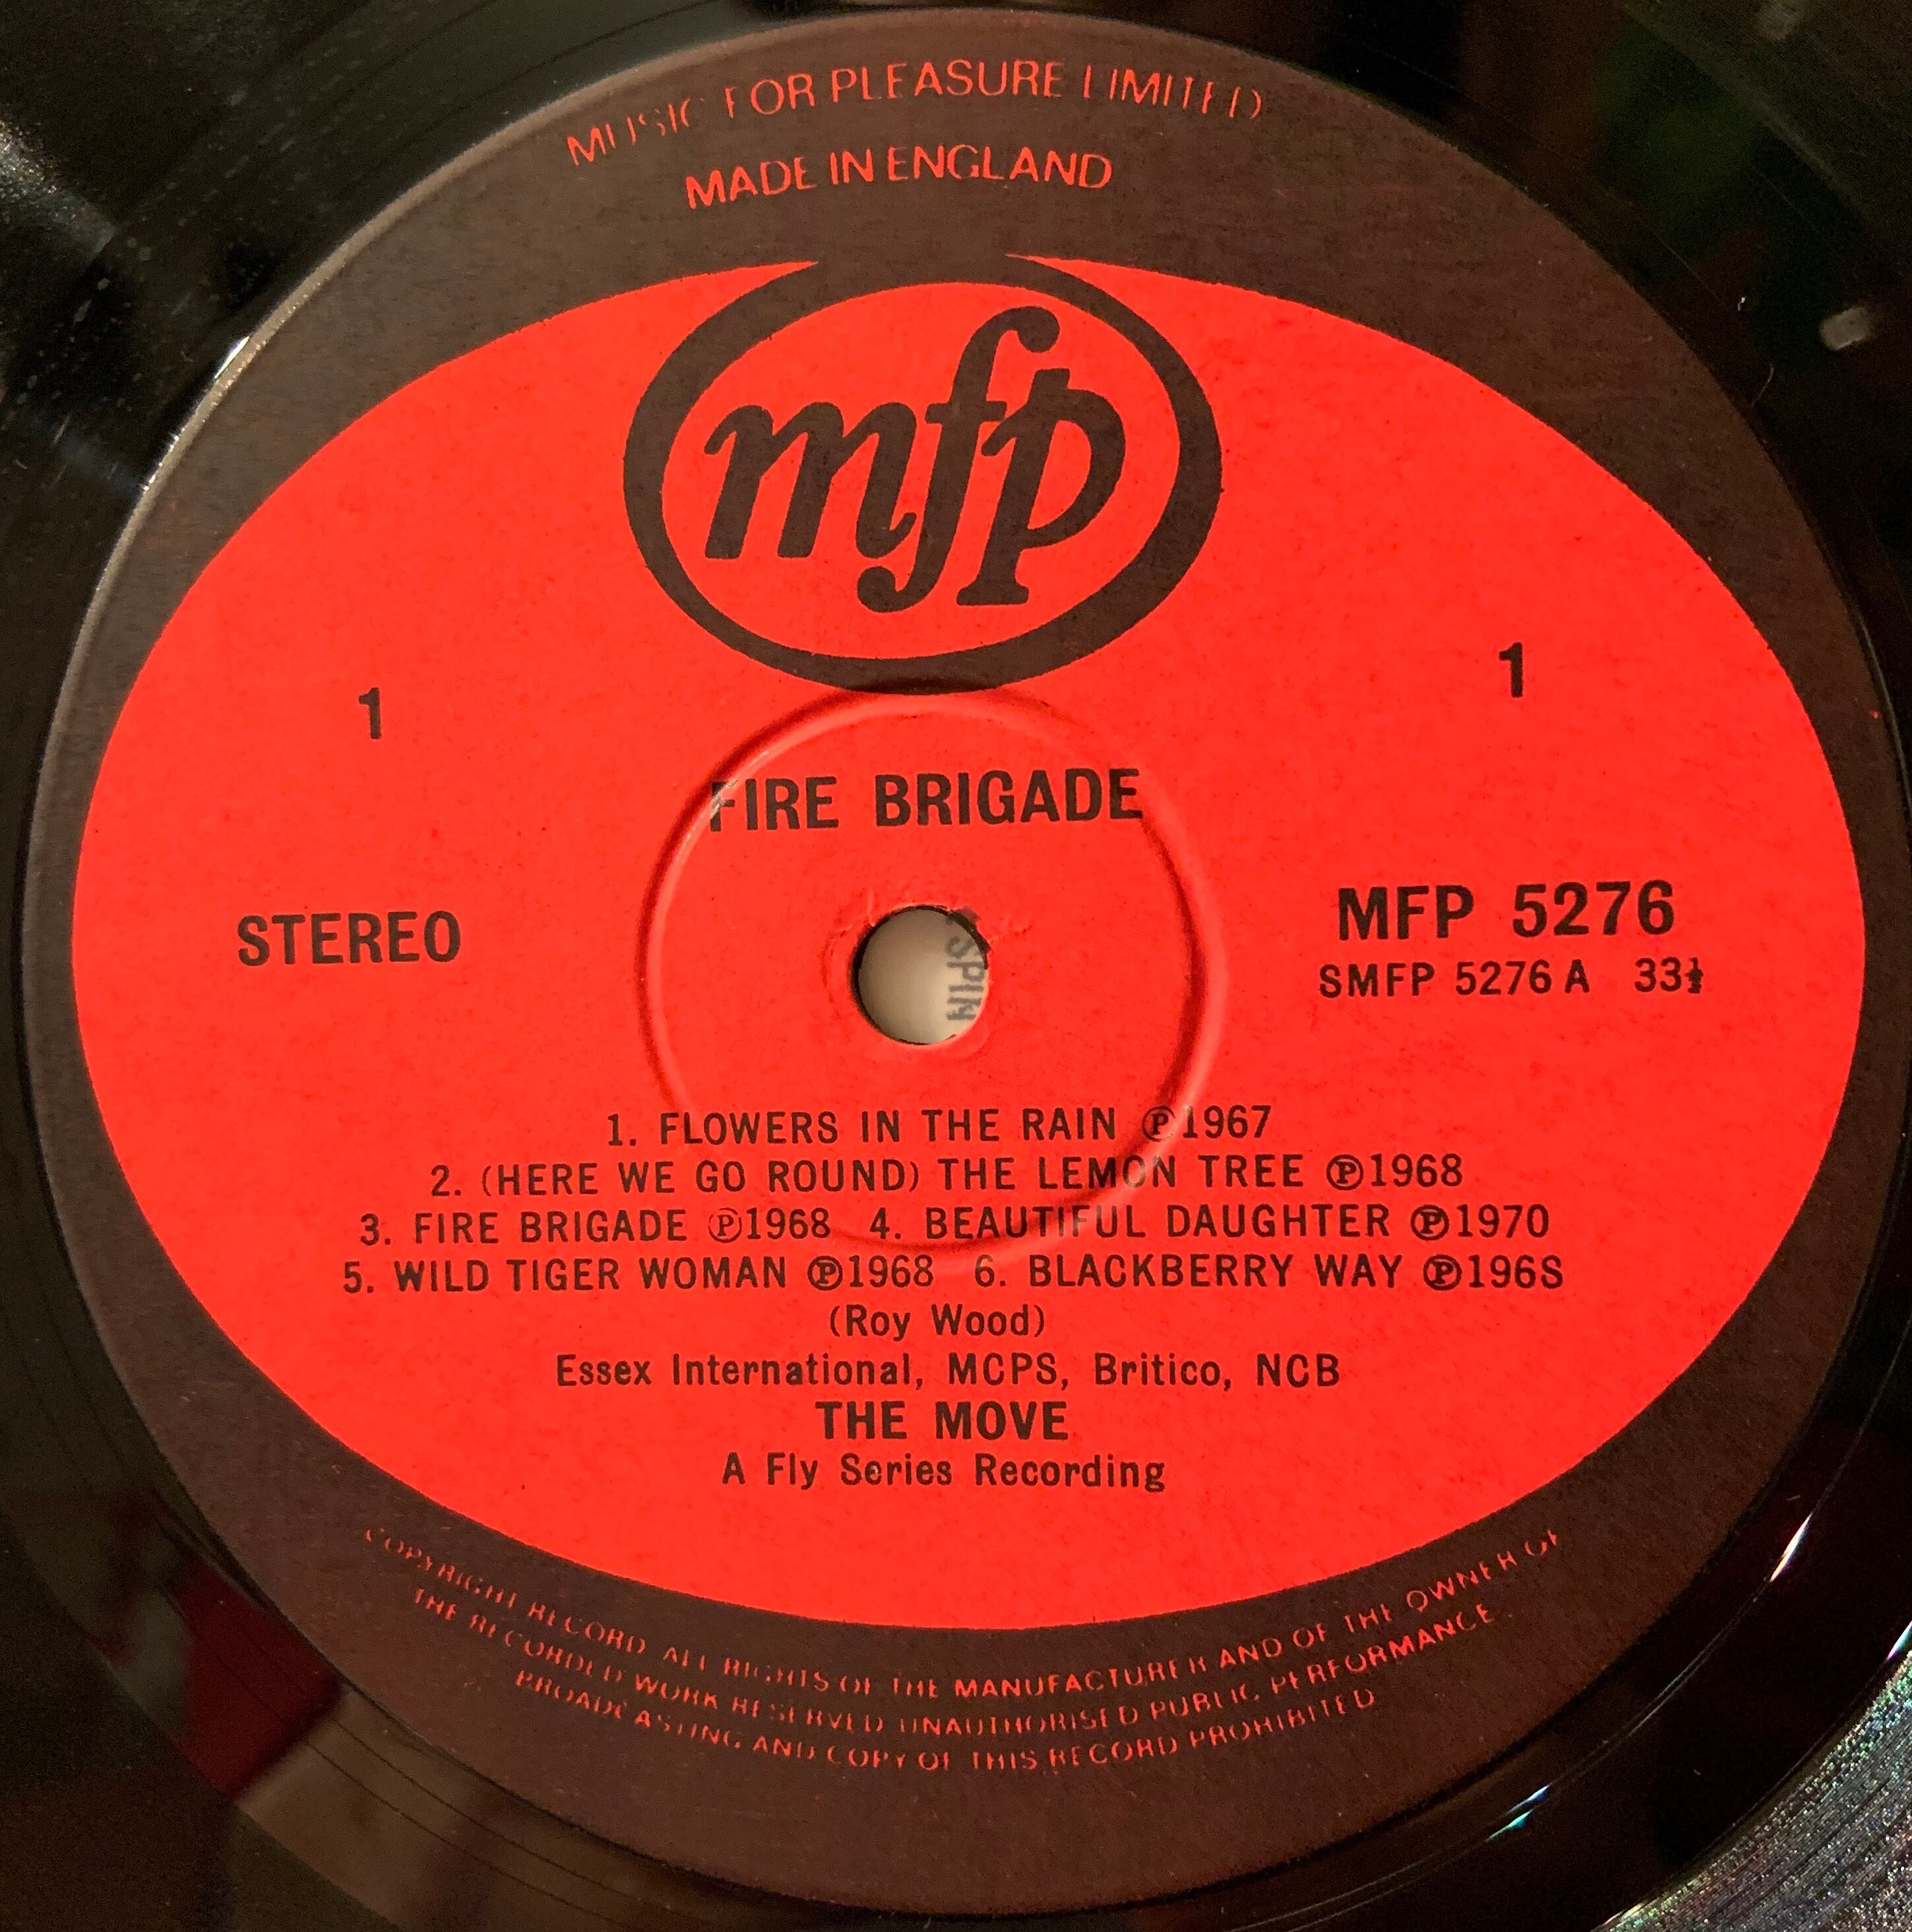 MUSIC FOR PLEASURE LIMITED
MADE IN ENGLAND
mfp
1
1
FIRE BRIGADE
STEREO
MFP 5276
SMFP 5276 A 33⅓
SPIN
1. FLOWERS IN THE RAIN ℗1967
2. (HERE WE GO ROUND) THE LEMON TREE ℗1968
3. FIRE BRIGADE ℗1968 4. BEAUTIFUL DAUGHTER ℗1970
5. WILD TIGER WOMAN ℗1968 6. BLACKBERRY WAY ℗196S
(Roy Wood)
Essex International, MCPS, Britico, NCB
THE MOVE
A Fly Series Recording
COPYRIGHT RECORD ALL RIGHTS OF THE MANUFACTURER AND OF THE OWNER OF
THE RECORDED WORK RESERVED UNAUTHORISED PUBLIC PERFORMANCE
BROADCASTING AND COPY OF THIS RECORD PROHIBITED